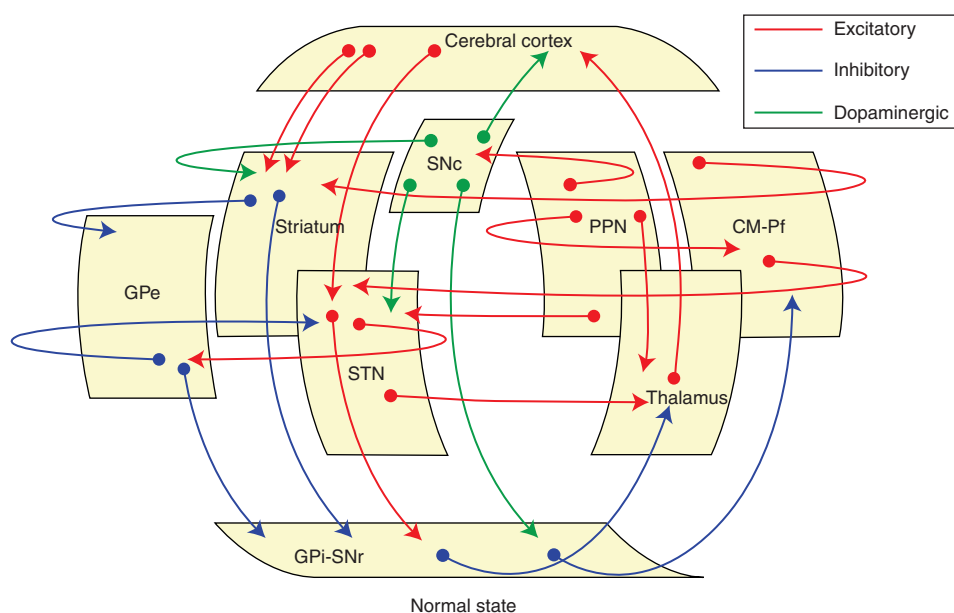 Cerebral cortex
Excitatory
Inhibitory
Dopaminergic
SNc
Striatum
PPN
CM-Pf
GPe
STN
Thalamus
GPi-SNr
Normal state